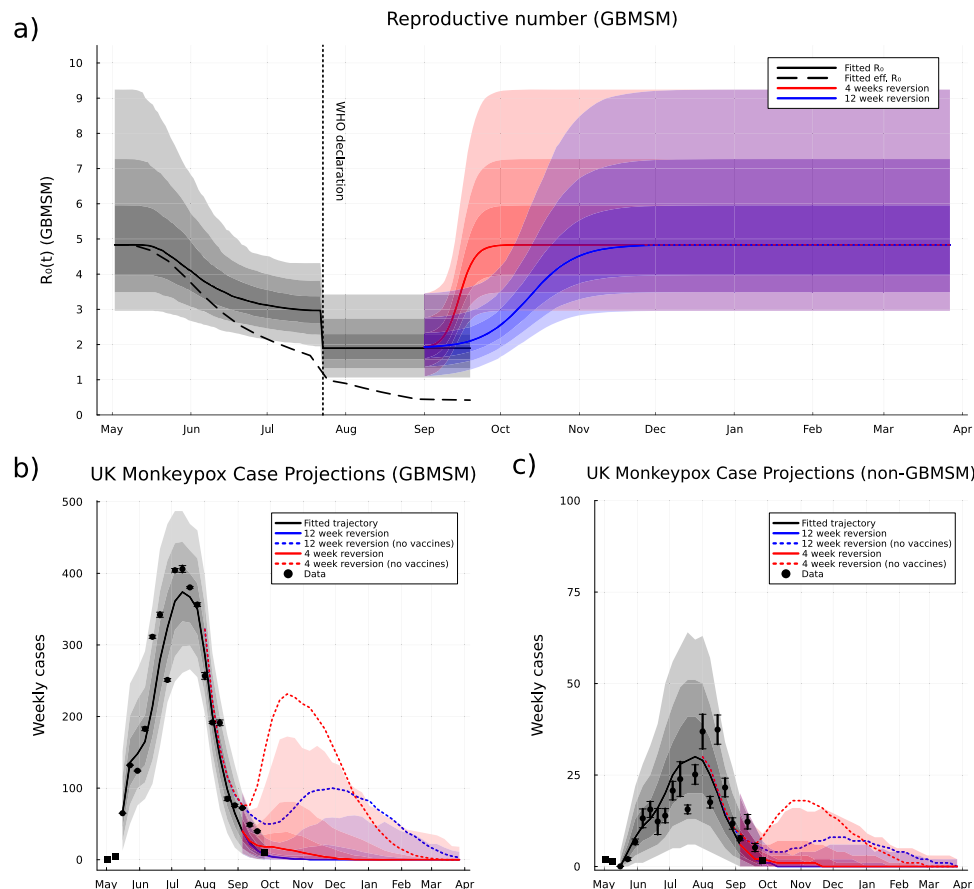 a)
Reproductive number (GBMSM)
R₀(t) (GBMSM)
10
9
8
7
6
5
4
3
2
1
0
WHO declaration
Fitted R₀
Fitted eff. R₀
4 weeks reversion
12 week reversion
May Jun Jul Aug Sep Oct Nov Dec Jan Feb Mar Apr
b)
UK Monkeypox Case Projections (GBMSM)
Weekly cases
500
400
300
200
100
0
Fitted trajectory
12 week reversion
12 week reversion (no vaccines)
4 week reversion
4 week reversion (no vaccines)
Data
May Jun Jul Aug Sep Oct Nov Dec Jan Feb Mar Apr
c)
UK Monkeypox Case Projections (non-GBMSM)
Weekly cases
100
75
50
25
0
Fitted trajectory
12 week reversion
12 week reversion (no vaccines)
4 week reversion
4 week reversion (no vaccines)
Data
May Jun Jul Aug Sep Oct Nov Dec Jan Feb Mar Apr